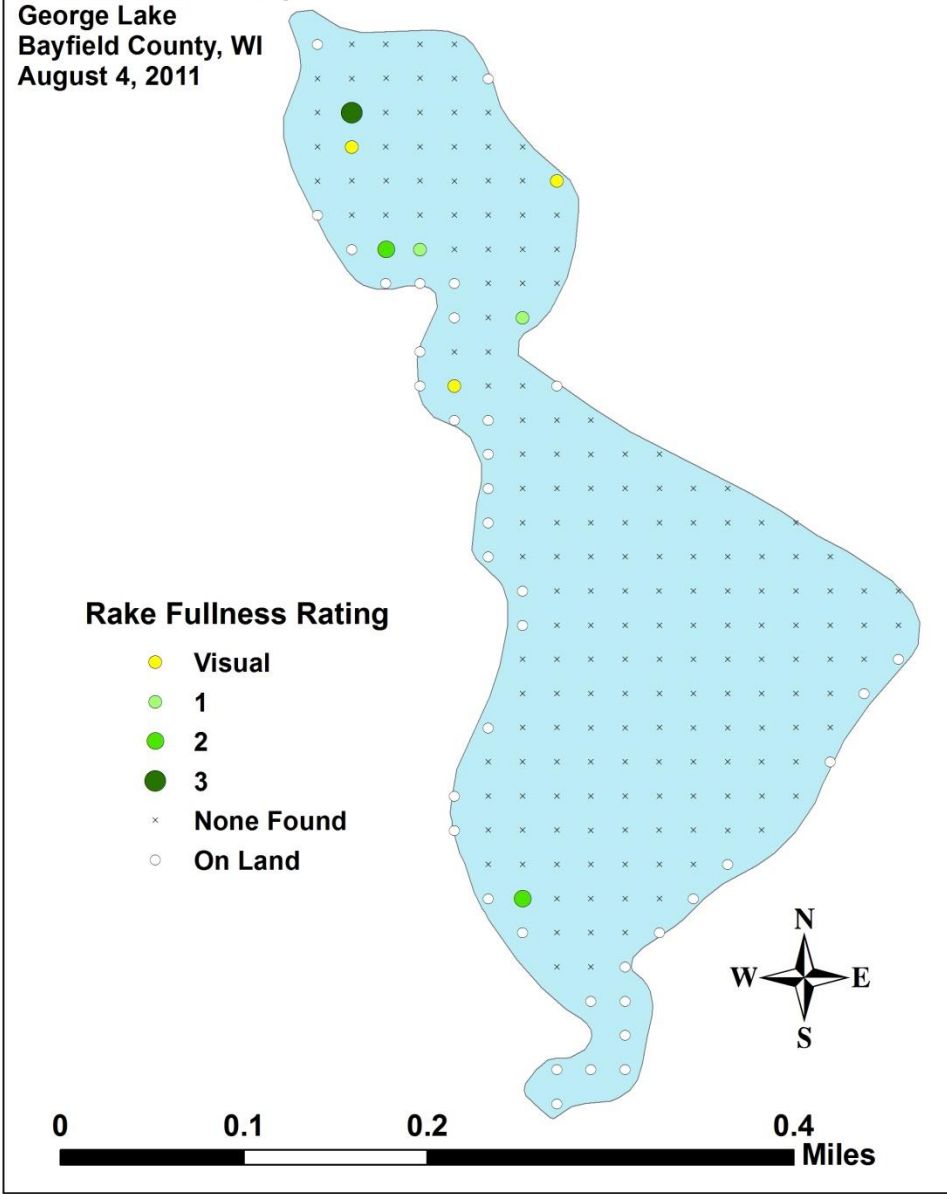 George Lake
Bayfield County, WI
August 4, 2011
Rake Fullness Rating
Visual
1
2
3
None Found
On Land
N
W E
S
0 0.1 0.2 0.4
Miles